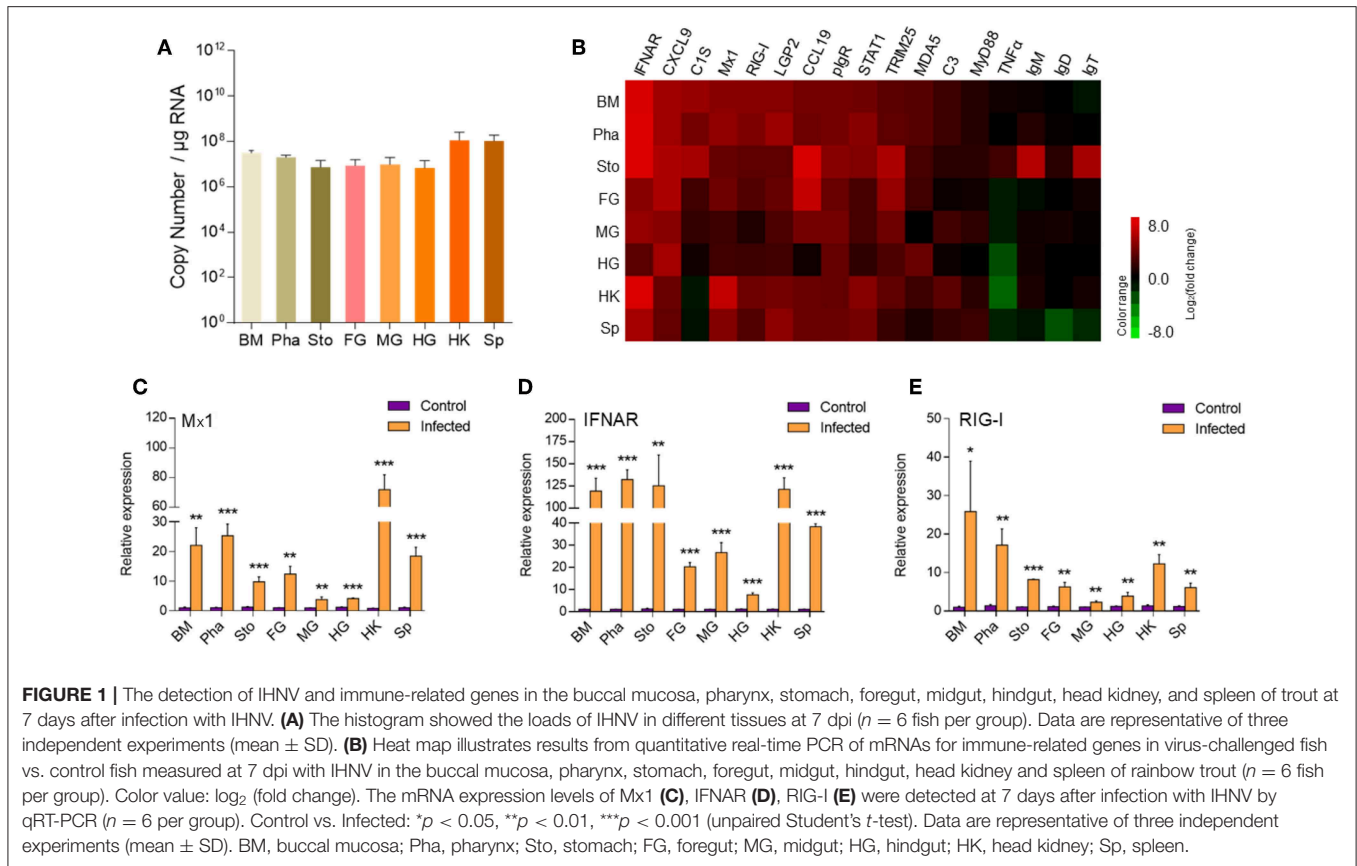 A
Copy Number / µg RNA
10¹²
10¹⁰
10⁸
10⁶
10⁴
10²
10⁰
BM Pha Sto FG MG HG HK Sp
B
IFNAR CXCL9 C1S Mx1 RIG-I LGP2 CCL19 pIgR STAT1 TRIM25 MDA5 C3 MyD88 TNFα IgM IgD IgT
BM
Pha
Sto
FG
MG
HG
HK
Sp
Color range
8.0
0.0
-8.0
Log₂(fold change)
C
Mx1
Control
Infected
Relative expression
120
100
80
60
30
20
10
0
** *** *** ** ** *** *** ***
BM Pha Sto FG MG HG HK Sp
D
IFNAR
Control
Infected
Relative expression
200
175
150
125
100
75
40
30
20
10
0
*** *** ** *** *** *** *** ***
BM Pha Sto FG MG HG HK Sp
E
RIG-I
Control
Infected
Relative expression
50
40
30
20
10
0
* ** *** ** ** ** ** **
BM Pha Sto FG MG HG HK Sp
FIGURE 1 | The detection of IHNV and immune-related genes in the buccal mucosa, pharynx, stomach, foregut, midgut, hindgut, head kidney, and spleen of trout at
7 days after infection with IHNV. (A) The histogram showed the loads of IHNV in different tissues at 7 dpi (n = 6 fish per group). Data are representative of three
independent experiments (mean ± SD). (B) Heat map illustrates results from quantitative real-time PCR of mRNAs for immune-related genes in virus-challenged fish
vs. control fish measured at 7 dpi with IHNV in the buccal mucosa, pharynx, stomach, foregut, midgut, hindgut, head kidney and spleen of rainbow trout (n = 6 fish
per group). Color value: log₂ (fold change). The mRNA expression levels of Mx1 (C), IFNAR (D), RIG-I (E) were detected at 7 days after infection with IHNV by
qRT-PCR (n = 6 per group). Control vs. Infected: *p < 0.05, **p < 0.01, ***p < 0.001 (unpaired Student's t-test). Data are representative of three independent
experiments (mean ± SD). BM, buccal mucosa; Pha, pharynx; Sto, stomach; FG, foregut; MG, midgut; HG, hindgut; HK, head kidney; Sp, spleen.